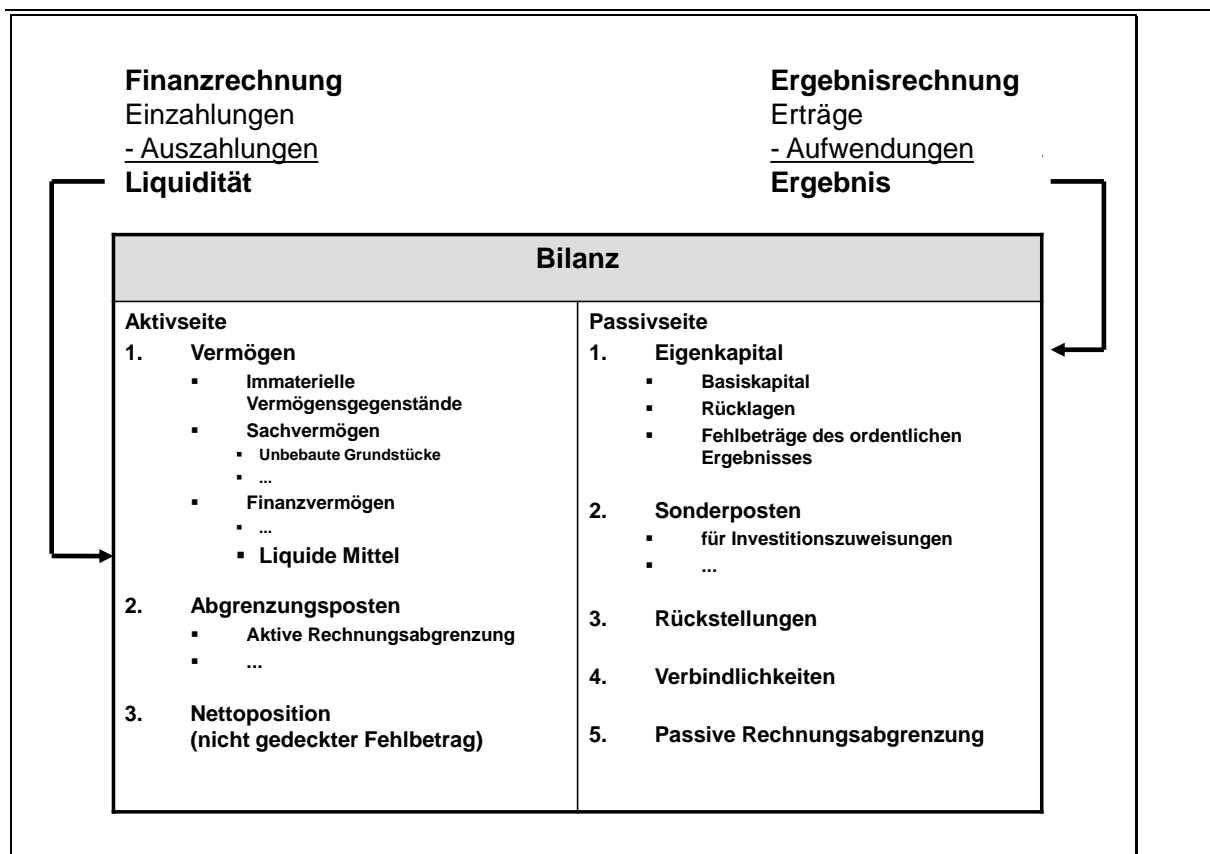 Finanzrechnung
Einzahlungen
- Auszahlungen
Liquidität
Ergebnisrechnung
Erträge
- Aufwendungen
Ergebnis
Bilanz
Aktivseite
1. Vermögen
▪ Immaterielle
Vermögensgegenstände
▪ Sachvermögen
▪ Unbebaute Grundstücke
▪ ...
▪ Finanzvermögen
▪ ...
▪ Liquide Mittel
2. Abgrenzungsposten
▪ Aktive Rechnungsabgrenzung
▪ ...
3. Nettoposition
(nicht gedeckter Fehlbetrag)
Passivseite
1. Eigenkapital
▪ Basiskapital
▪ Rücklagen
▪ Fehlbeträge des ordentlichen
Ergebnisses
2. Sonderposten
▪ für Investitionszuweisungen
▪ ...
3. Rückstellungen
4. Verbindlichkeiten
5. Passive Rechnungsabgrenzung